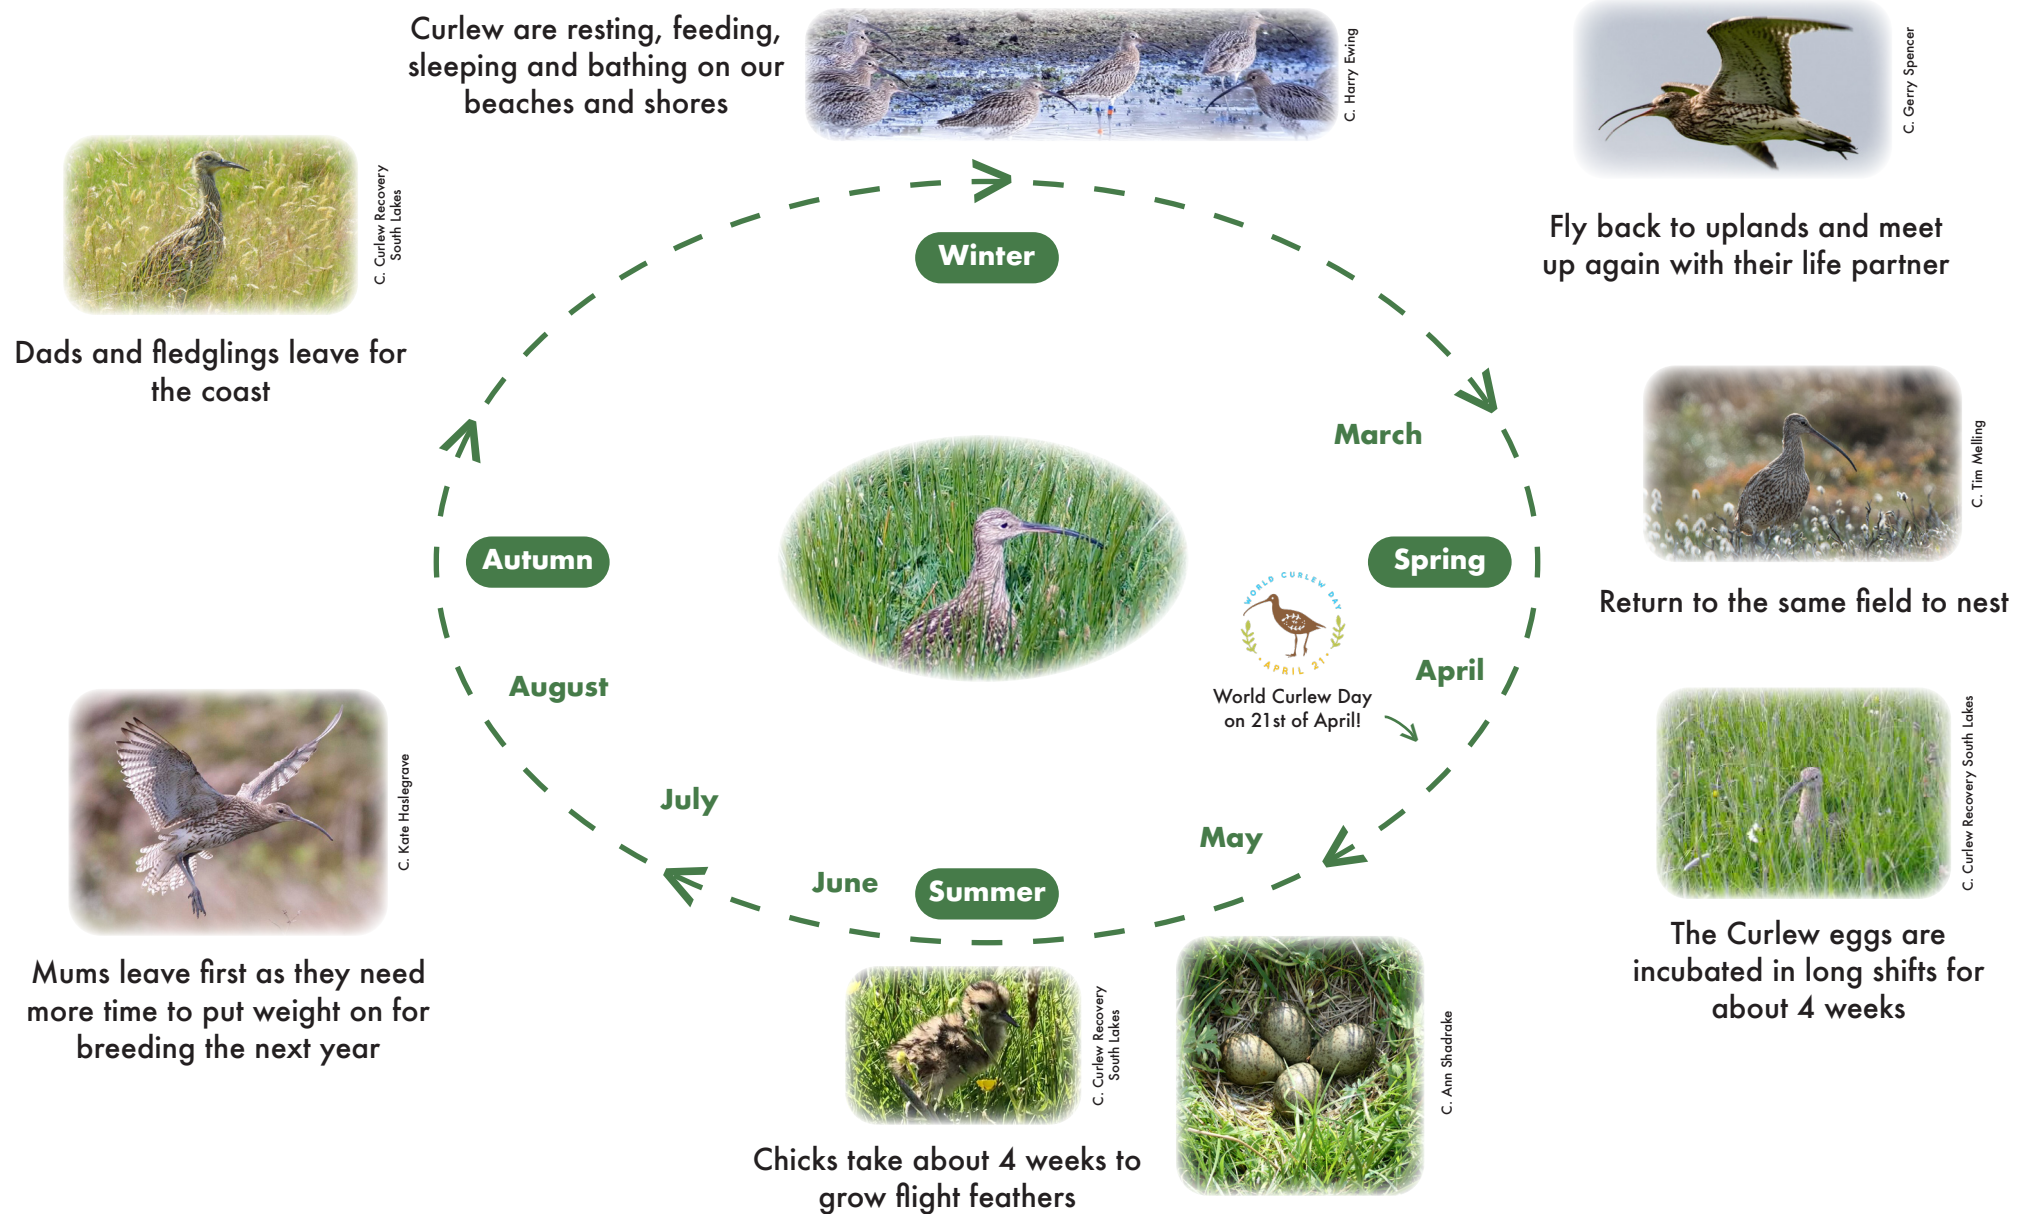 Curlew are resting, feeding,
sleeping and bathing on our
beaches and shores
C. Harry Ewing
C. Gerry Spencer
Fly back to uplands and meet
up again with their life partner
C. Curlew Recovery
South Lakes
Dads and fledglings leave for
the coast
Winter
March
C. Tim Melling
Return to the same field to nest
Autumn
Spring
WORLD CURLEW DAY
• APRIL 21 •
World Curlew Day
on 21st of April!
April
August
C. Curlew Recovery South Lakes
The Curlew eggs are
incubated in long shifts for
about 4 weeks
July
May
June
Summer
C. Kate Haslegrave
Mums leave first as they need
more time to put weight on for
breeding the next year
C. Curlew Recovery
South Lakes
Chicks take about 4 weeks to
grow flight feathers
C. Ann Shadrake